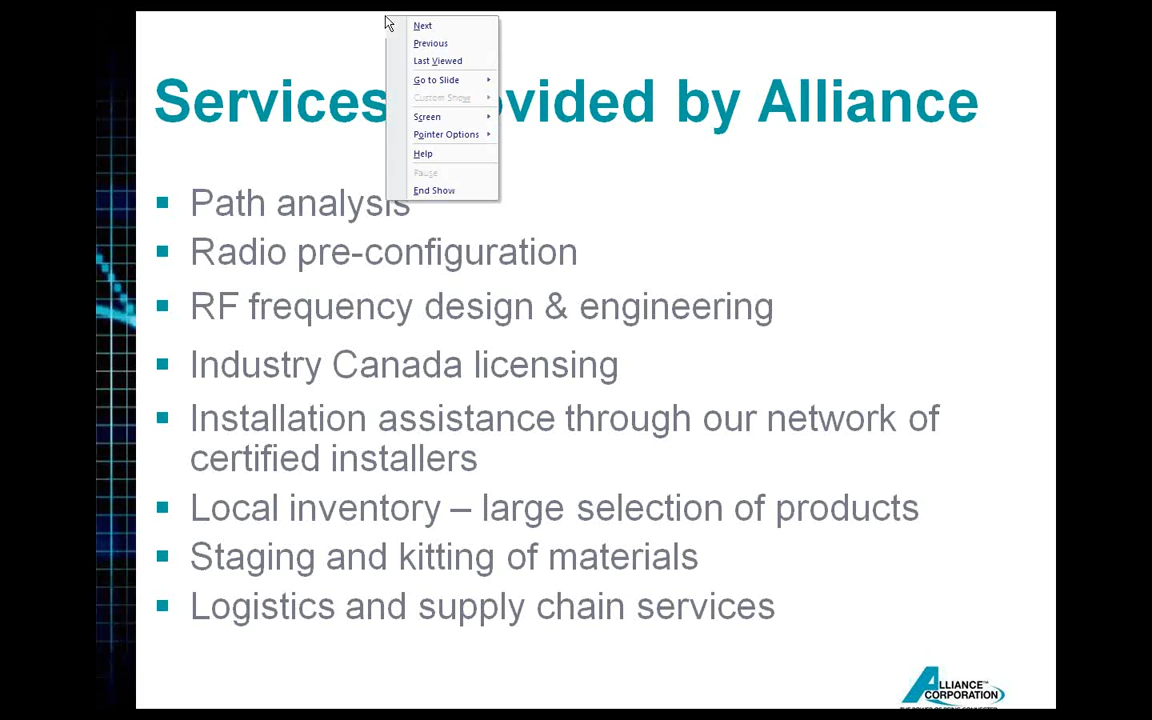 Next
Previous
Last Viewed
Go to Slide
Custom Show
Screen
Pointer Options
Help
Pause
End Show
Services ovided by Alliance
Path analysis
Radio pre-configuration
RF frequency design & engineering
Industry Canada licensing
Installation assistance through our network of
certified installers
Local inventory – large selection of products
Staging and kitting of materials
Logistics and supply chain services
ALLIANCE™
CORPORATION